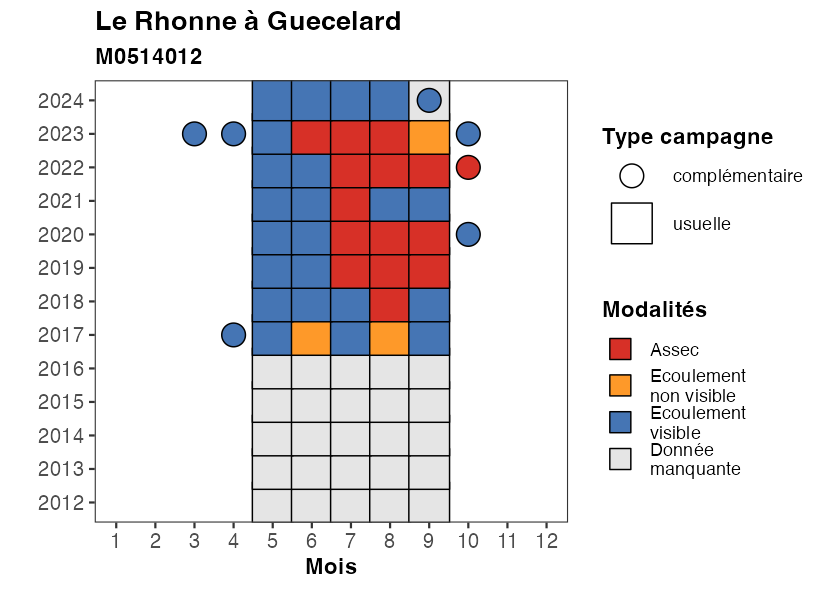 Le Rhonne à Guecelard
M0514012
2024
2023
2022
2021
2020
2019
2018
2017
2016
2015
2014
2013
2012
1 2 3 4 5 6 7 8 9 10 11 12
Mois
Type campagne
complémentaire
usuelle
Modalités
Assec
Ecoulement
non visible
Ecoulement
visible
Donnée
manquante